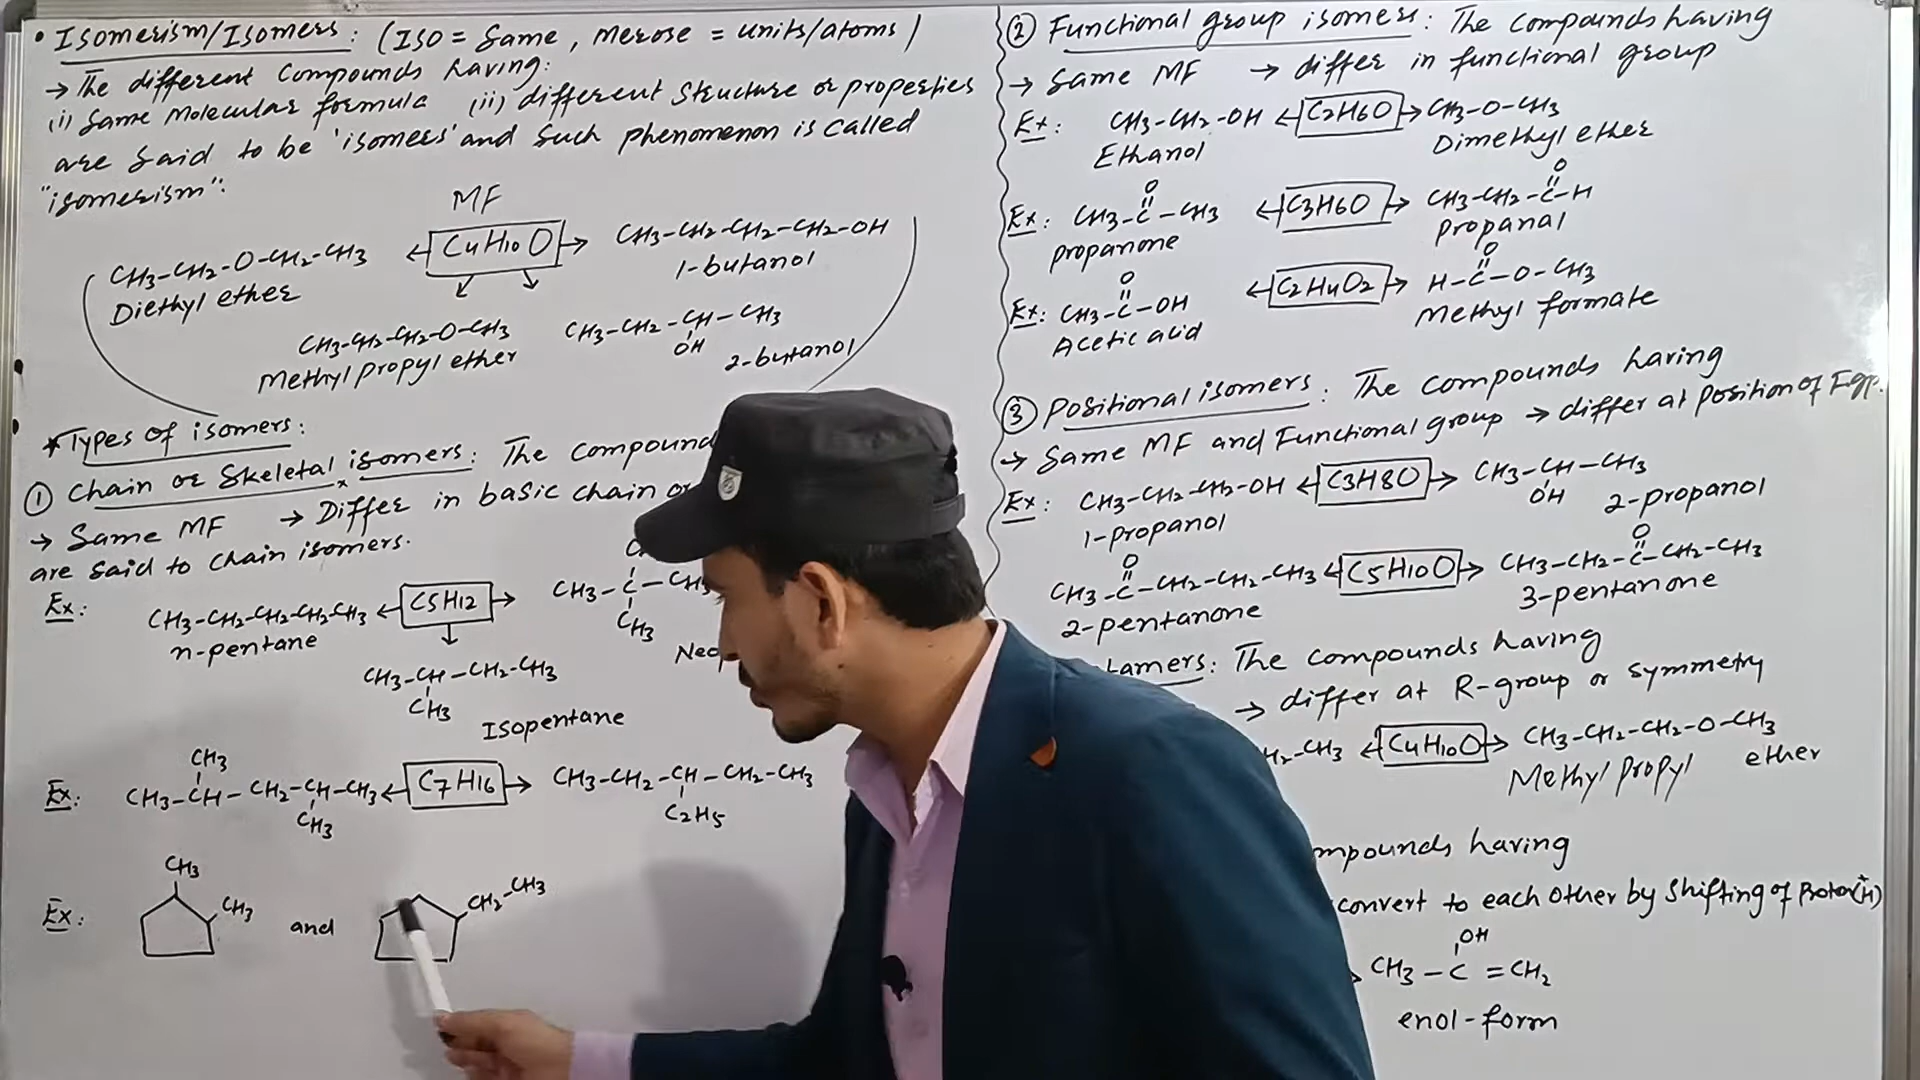 • Isomerism/Isomers: (Iso = Same, merose = units/atoms)
→ The different Compounds having:
(i) Same Molecular formula (ii) different Structure or properties
are said to be 'isomers' and such phenomenon is called
"isomerism":
MF
CH3-CH2-O-CH2-CH3 ← C4H10O → CH3-CH2-CH2-CH2-OH
Diethyl ether
1-butanol
CH3-CH2-CH2-O-CH3
Methyl propyl ether
CH3-CH2-CH-CH3
OH
2-butanol
* Types of isomers:
① Chain or Skeletal isomers: The Compound
→ Same MF → Differ in basic chain or
are said to chain isomers.
Ex: CH3-CH2-CH2-CH2-CH3 ← C5H12 → CH3-C-CH3
CH3
n-pentane
Neop
CH3-CH-CH2-CH3
CH3
Isopentane
CH3
Ex: CH3-CH-CH2-CH-CH3 ← C7H16 → CH3-CH2-CH-CH2-CH3
CH3
C2H5
CH3
Ex: CH3 and CH2-CH3
② Functional group isomers: The Compounds having
→ Same MF → differ in functional group
Ex: CH3-CH2-OH ← C2H6O → CH3-O-CH3
Ethanol
Dimethyl ether
O
O
Ex: CH3-C-CH3 ← C3H6O → CH3-CH2-C-H
propanone
propanal
O
O
Ex: CH3-C-OH ← C2H4O2 → H-C-O-CH3
Acetic acid
Methyl formate
③ Positional isomers: The Compounds having
→ Same MF and Functional group → differ at position of F.gp.
Ex: CH3-CH2-CH2-OH ← C3H8O → CH3-CH-CH3
OH
1-propanol
2-propanol
O
O
CH3-C-CH2-CH2-CH3 ← C5H10O → CH3-CH2-C-CH2-CH3
2-pentanone
3-pentanone
tamers: The Compounds having
→ differ at R-group or symmetry
H2-CH3 ← C4H10O → CH3-CH2-CH2-O-CH3
Methyl propyl ether
mpounds having
convert to each other by shifting of Proton(H+)
OH
CH3-C=CH2
enol-form